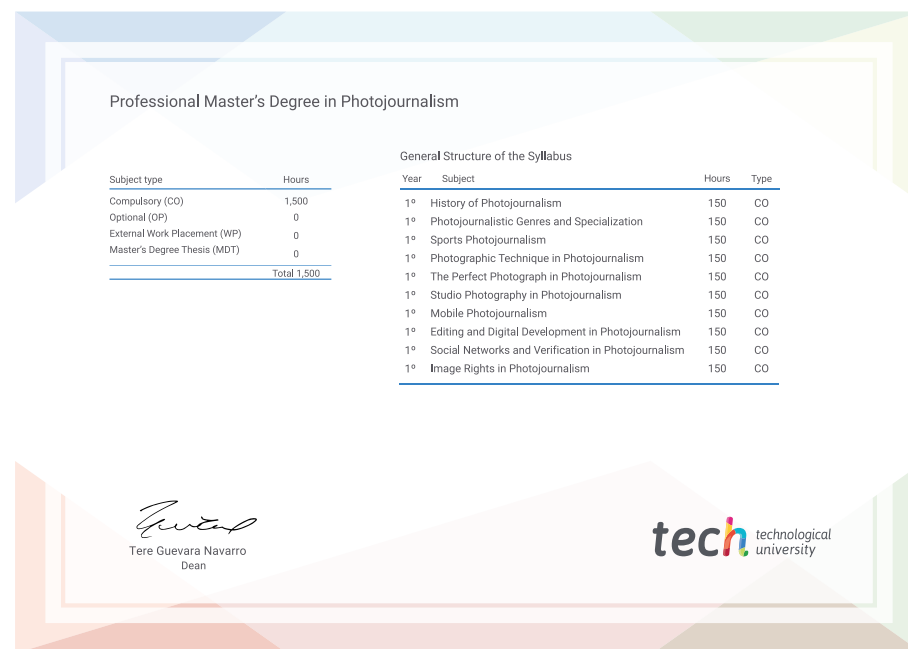 Professional Master's Degree in Photojournalism
General Structure of the Syllabus
Subject type Hours
Compulsory (CO) 1,500
Optional (OP) 0
External Work Placement (WP) 0
Master's Degree Thesis (MDT) 0
Total 1,500
Year Subject Hours Type
1º History of Photojournalism 150 CO
1º Photojournalistic Genres and Specialization 150 CO
1º Sports Photojournalism 150 CO
1º Photographic Technique in Photojournalism 150 CO
1º The Perfect Photograph in Photojournalism 150 CO
1º Studio Photography in Photojournalism 150 CO
1º Mobile Photojournalism 150 CO
1º Editing and Digital Development in Photojournalism 150 CO
1º Social Networks and Verification in Photojournalism 150 CO
1º Image Rights in Photojournalism 150 CO
Tere Guevara Navarro
Dean
tech technological
university